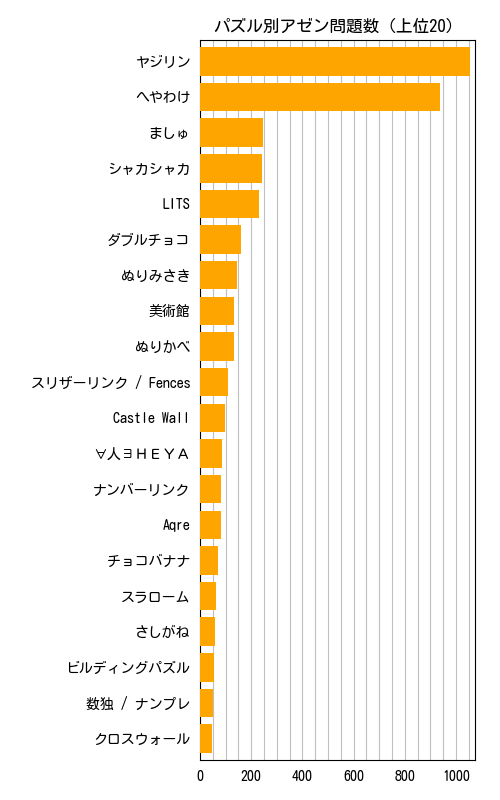 パズル別アゼン問題数（上位20）
ヤジリン
へやわけ
ましゅ
シャカシャカ
LITS
ダブルチョコ
ぬりみさき
美術館
ぬりかべ
スリザーリンク / Fences
Castle Wall
∀人∃ＨＥＹＡ
ナンバーリンク
Aqre
チョコバナナ
スラローム
さしがね
ビルディングパズル
数独 / ナンプレ
クロスウォール
0 200 400 600 800 1000